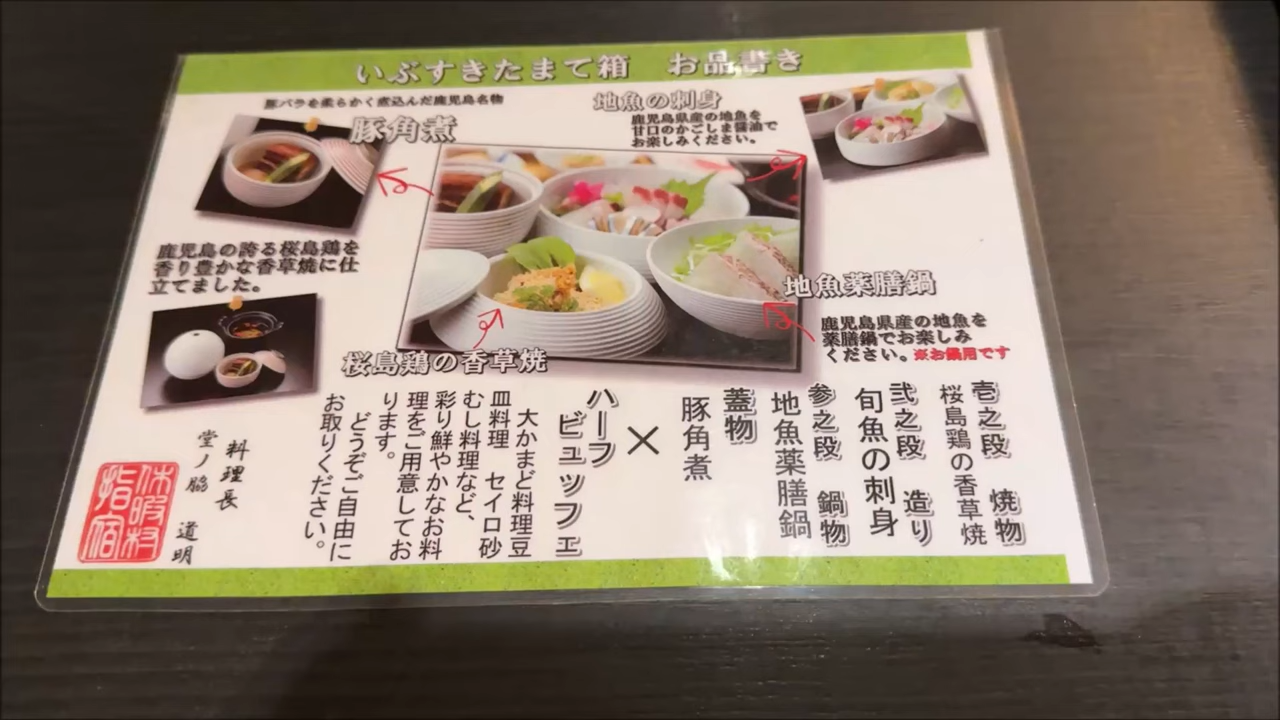 いぶすきたまて箱 お品書き
豚バラを柔らかく煮込んだ鹿児島名物
豚角煮
地魚の刺身
鹿児島県産の地魚を
甘口のかごしま醤油で
お楽しみください。
鹿児島の誇る桜島鶏を
香り豊かな香草焼に仕
立てました。
桜島鶏の香草焼
地魚薬膳鍋
鹿児島県産の地魚を
薬膳鍋でお楽しみ
ください。※お鍋用です
壱之段 焼物
桜島鶏の香草焼
弐之段 造り
旬魚の刺身
参之段 鍋物
地魚薬膳鍋
蓋物
豚角煮
×
ハーフ
ビュッフェ
大かまど料理豆
皿料理 セイロ砂
むし料理など、
彩り鮮やかなお料
理をご用意してお
ります。
どうぞご自由に
お取りください。
料理長
堂ノ脇 道明
休暇村
指宿